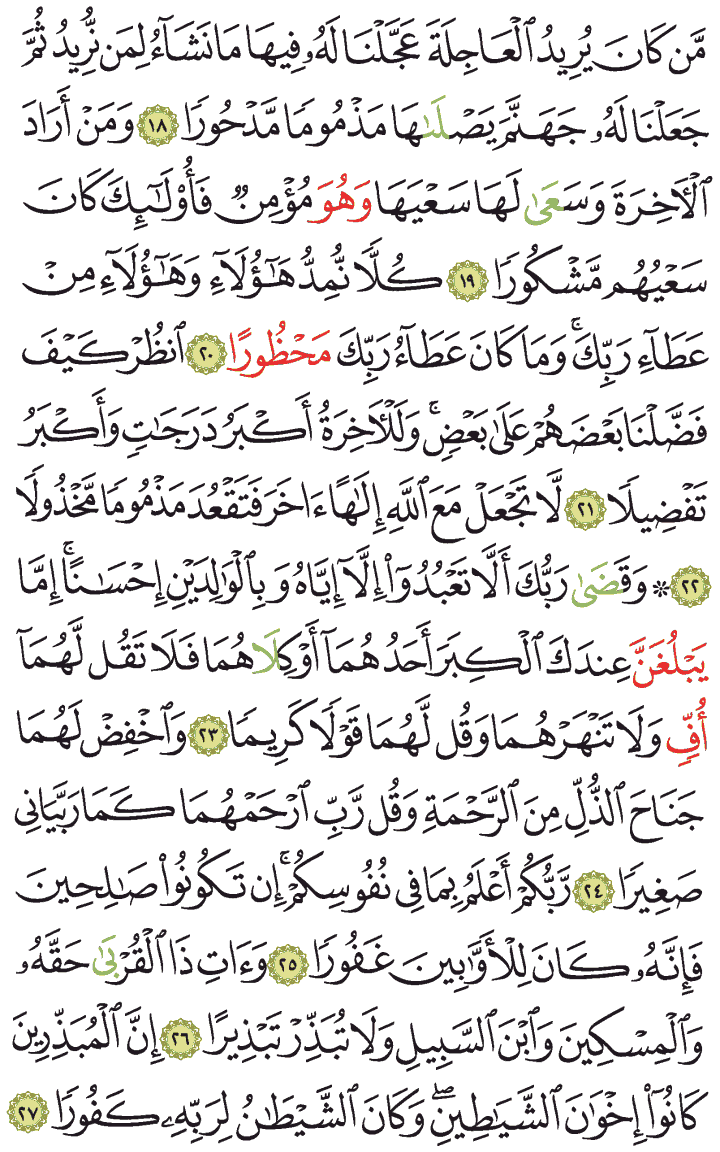 مَّن كَانَ يُرِيدُ ٱلْعَاجِلَةَ عَجَّلْنَا لَهُۥ فِيهَا مَا نَشَآءُ لِمَن نُّرِيدُ ثُمَّ
جَعَلْنَا لَهُۥ جَهَنَّمَ يَصْلَىٰهَا مَذْمُومًا مَّدْحُورًا ١٨ وَمَنْ أَرَادَ
ٱلْأَخِرَةَ وَسَعَىٰ لَهَا سَعْيَهَا وَهُوَ مُؤْمِنٌ فَأُوْلَٰٓئِكَ كَانَ
سَعْيُهُم مَّشْكُورًا ١٩ كُلًّا نُّمِدُّ هَٰٓؤُلَآءِ وَهَٰٓؤُلَآءِ مِنْ
عَطَآءِ رَبِّكَۚ وَمَا كَانَ عَطَآءُ رَبِّكَ مَحْظُورًا ٢٠ ٱنظُرْ كَيْفَ
فَضَّلْنَا بَعْضَهُمْ عَلَىٰ بَعْضٍۚ وَلَلْأَخِرَةُ أَكْبَرُ دَرَجَٰتٍ وَأَكْبَرُ
تَفْضِيلًا ٢١ لَّا تَجْعَلْ مَعَ ٱللَّهِ إِلَٰهًا ءَاخَرَ فَتَقْعُدَ مَذْمُومًا مَّخْذُولًا
٢٢ ۞ وَقَضَىٰ رَبُّكَ أَلَّا تَعْبُدُوٓاْ إِلَّآ إِيَّاهُ وَبِٱلْوَٰلِدَيْنِ إِحْسَٰنًاۚ إِمَّا
يَبْلُغَنَّ عِندَكَ ٱلْكِبَرَ أَحَدُهُمَآ أَوْ كِلَاهُمَا فَلَا تَقُل لَّهُمَآ
أُفٍّ وَلَا تَنْهَرْهُمَا وَقُل لَّهُمَا قَوْلًا كَرِيمًا ٢٣ وَٱخْفِضْ لَهُمَا
جَنَاحَ ٱلذُّلِّ مِنَ ٱلرَّحْمَةِ وَقُل رَّبِّ ٱرْحَمْهُمَا كَمَا رَبَّيَانِي
صَغِيرًا ٢٤ رَّبُّكُمْ أَعْلَمُ بِمَا فِي نُفُوسِكُمْۚ إِن تَكُونُواْ صَٰلِحِينَ
فَإِنَّهُۥ كَانَ لِلْأَوَّٰبِينَ غَفُورًا ٢٥ وَءَاتِ ذَا ٱلْقُرْبَىٰ حَقَّهُۥ
وَٱلْمِسْكِينَ وَٱبْنَ ٱلسَّبِيلِ وَلَا تُبَذِّرْ تَبْذِيرًا ٢٦ إِنَّ ٱلْمُبَذِّرِينَ
كَانُوٓاْ إِخْوَٰنَ ٱلشَّيَٰطِينِۖ وَكَانَ ٱلشَّيْطَٰنُ لِرَبِّهِۦ كَفُورًا ٢٧